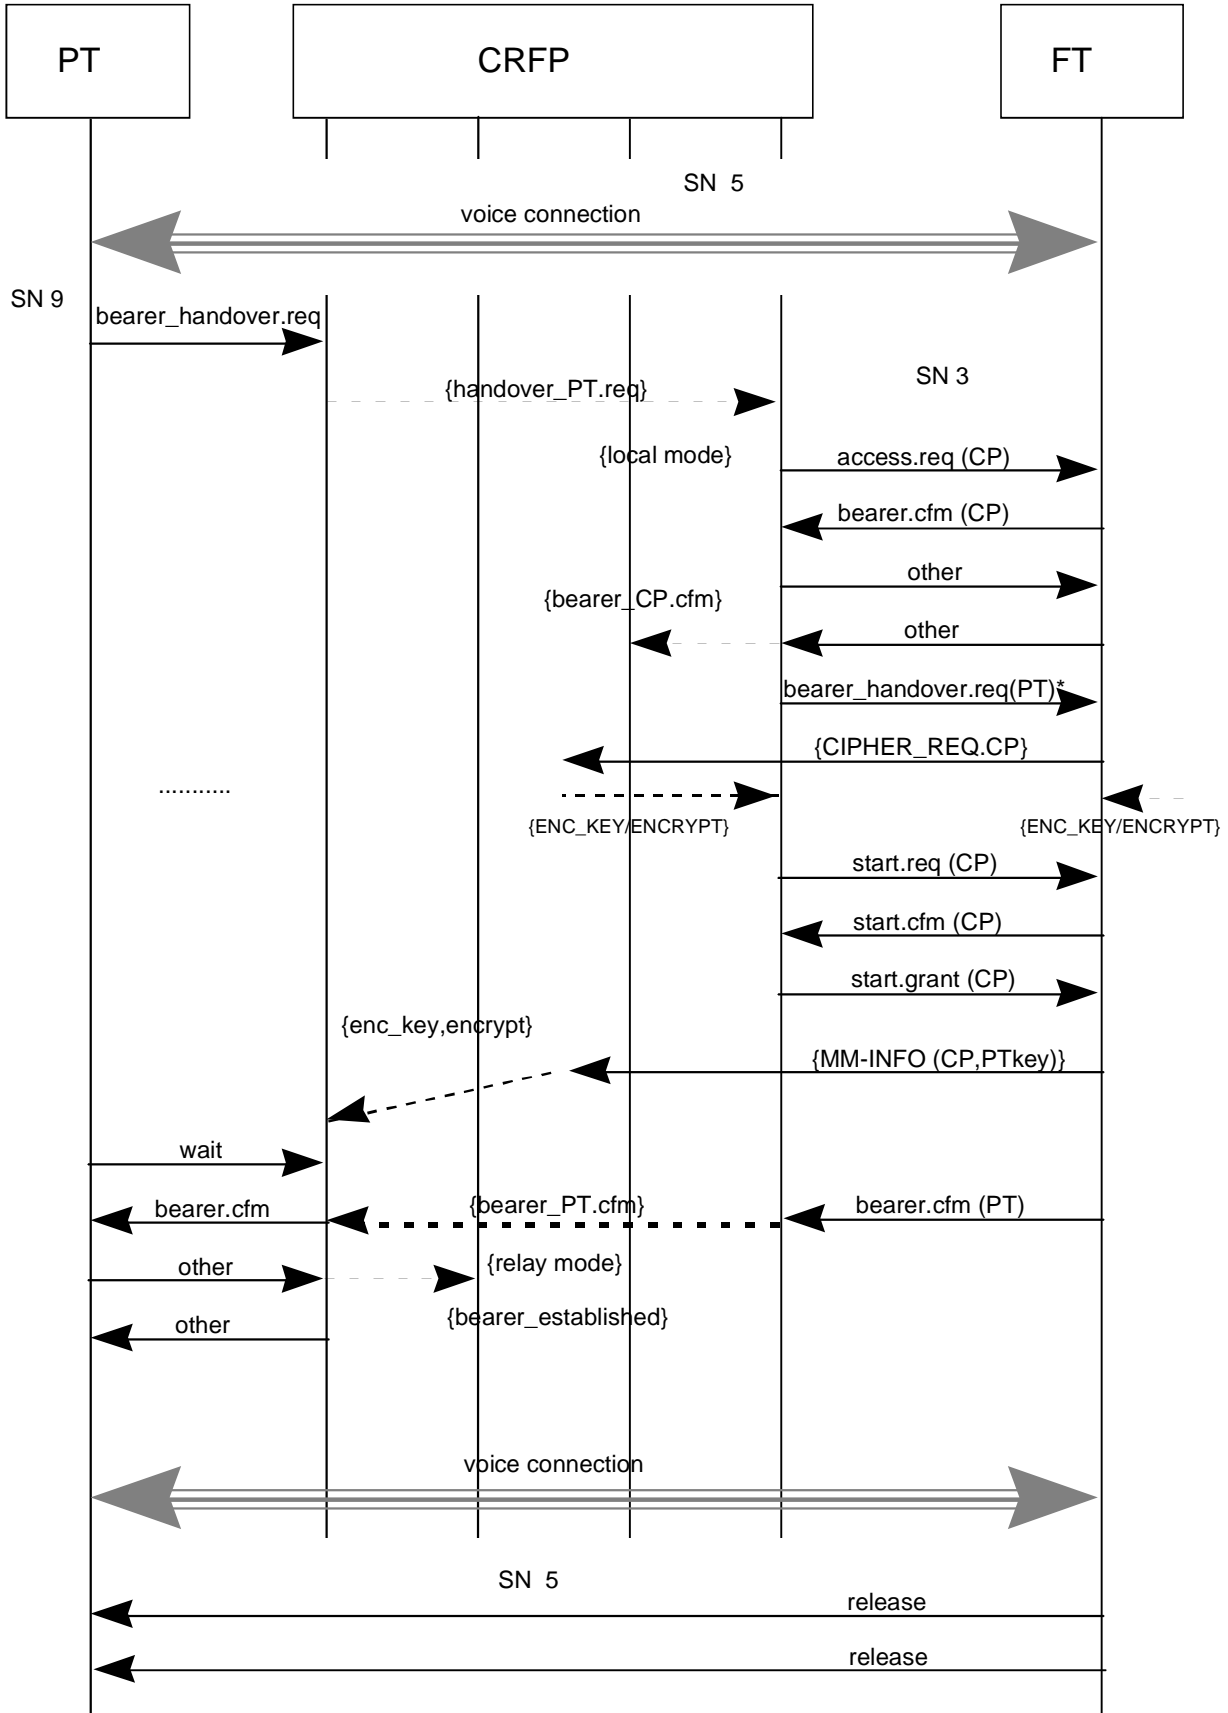 PT
CRFP
FT
SN 5
voice connection
SN 9
bearer_handover.req
SN 3
{handover_PT.req}
{local mode}
access.req (CP)
bearer.cfm (CP)
other
{bearer_CP.cfm}
other
bearer_handover.req(PT)*
{CIPHER_REQ.CP}
...........
{ENC_KEY/ENCRYPT}
{ENC_KEY/ENCRYPT}
start.req (CP)
start.cfm (CP)
start.grant (CP)
{enc_key,encrypt}
{MM-INFO (CP,PTkey)}
wait
bearer.cfm
{bearer_PT.cfm}
bearer.cfm (PT)
other
{relay mode}
{bearer_established}
other
voice connection
SN 5
release
release